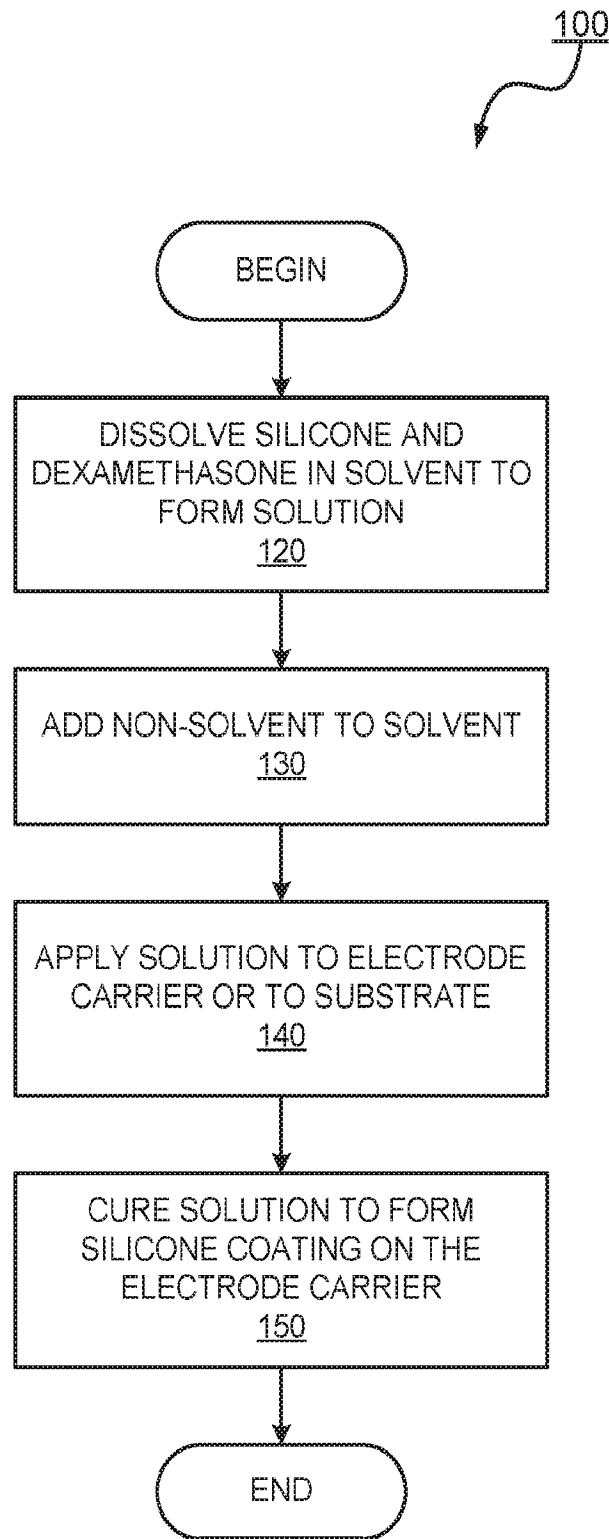 100
BEGIN
DISSOLVE SILICONE AND
DEXAMETHASONE IN SOLVENT TO
FORM SOLUTION
120
ADD NON-SOLVENT TO SOLVENT
130
APPLY SOLUTION TO ELECTRODE
CARRIER OR TO SUBSTRATE
140
CURE SOLUTION TO FORM
SILICONE COATING ON THE
ELECTRODE CARRIER
150
END